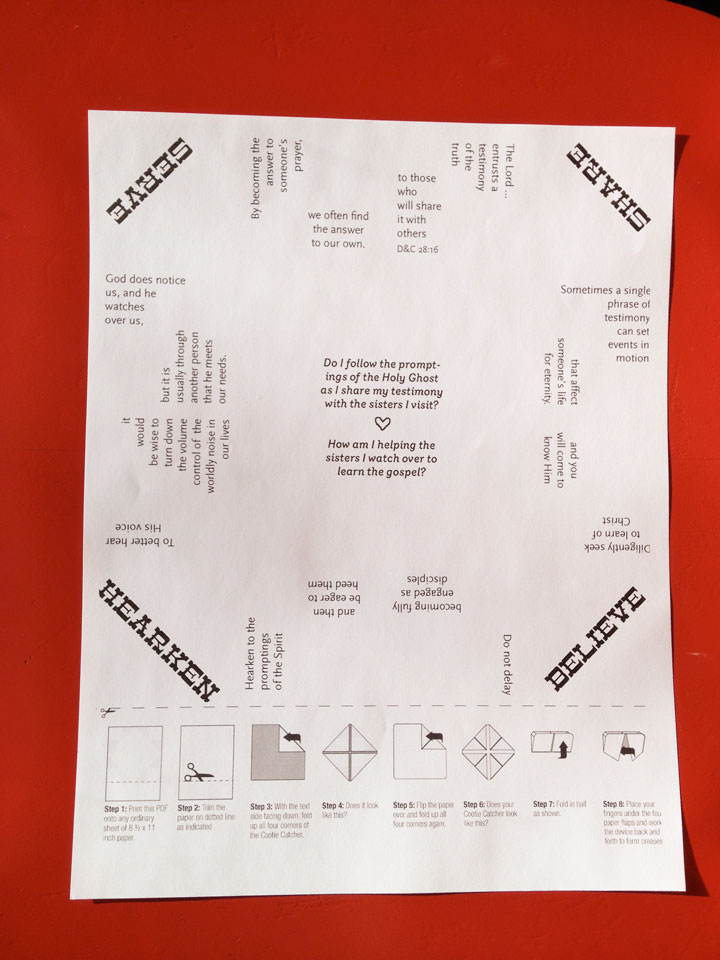 SERVE
By becoming the
answer to
someone's
prayer,
we often find
the answer
to our own.
to those
who
will share
it with
others
D&C 28:16
The Lord ...
entrusts a
testimony
of the
truth
SHARE
God does notice
us, and he
watches
over us,
but it is
usually through
another person
that he meets
our needs.
Sometimes a single
phrase of
testimony
can set
events in
motion
that affect
someone's life
for eternity.
Do I follow the prompt-
ings of the Holy Ghost
as I share my testimony
with the sisters I visit?
How am I helping the
sisters I watch over to
learn the gospel?
it
would
be wise to
turn down
the volume
control of the
worldly noise in
our lives
To better hear
His voice
and you
will come to
know Him
Diligently seek
to learn of
Christ
HEARKEN
Hearken to the
promptings
of the Spirit
and then
be eager to
heed them
becoming fully
engaged as
disciples
Do not delay
BELIEVE
Step 1: Print this PDF
onto any ordinary
sheet of 8 ½ x 11
inch paper.
Step 2: Trim the
paper on dotted line
as indicated
Step 3: With the text
side facing down, fold
up all four corners of
the Cootie Catcher.
Step 4: Does it look
like this?
Step 5: Flip the paper
over and fold up all
four corners again.
Step 6: Does your
Cootie Catcher look
like this?
Step 7: Fold in half
as shown.
Step 8: Place your
fingers under the fou
paper flaps and work
the device back and
forth to form creases